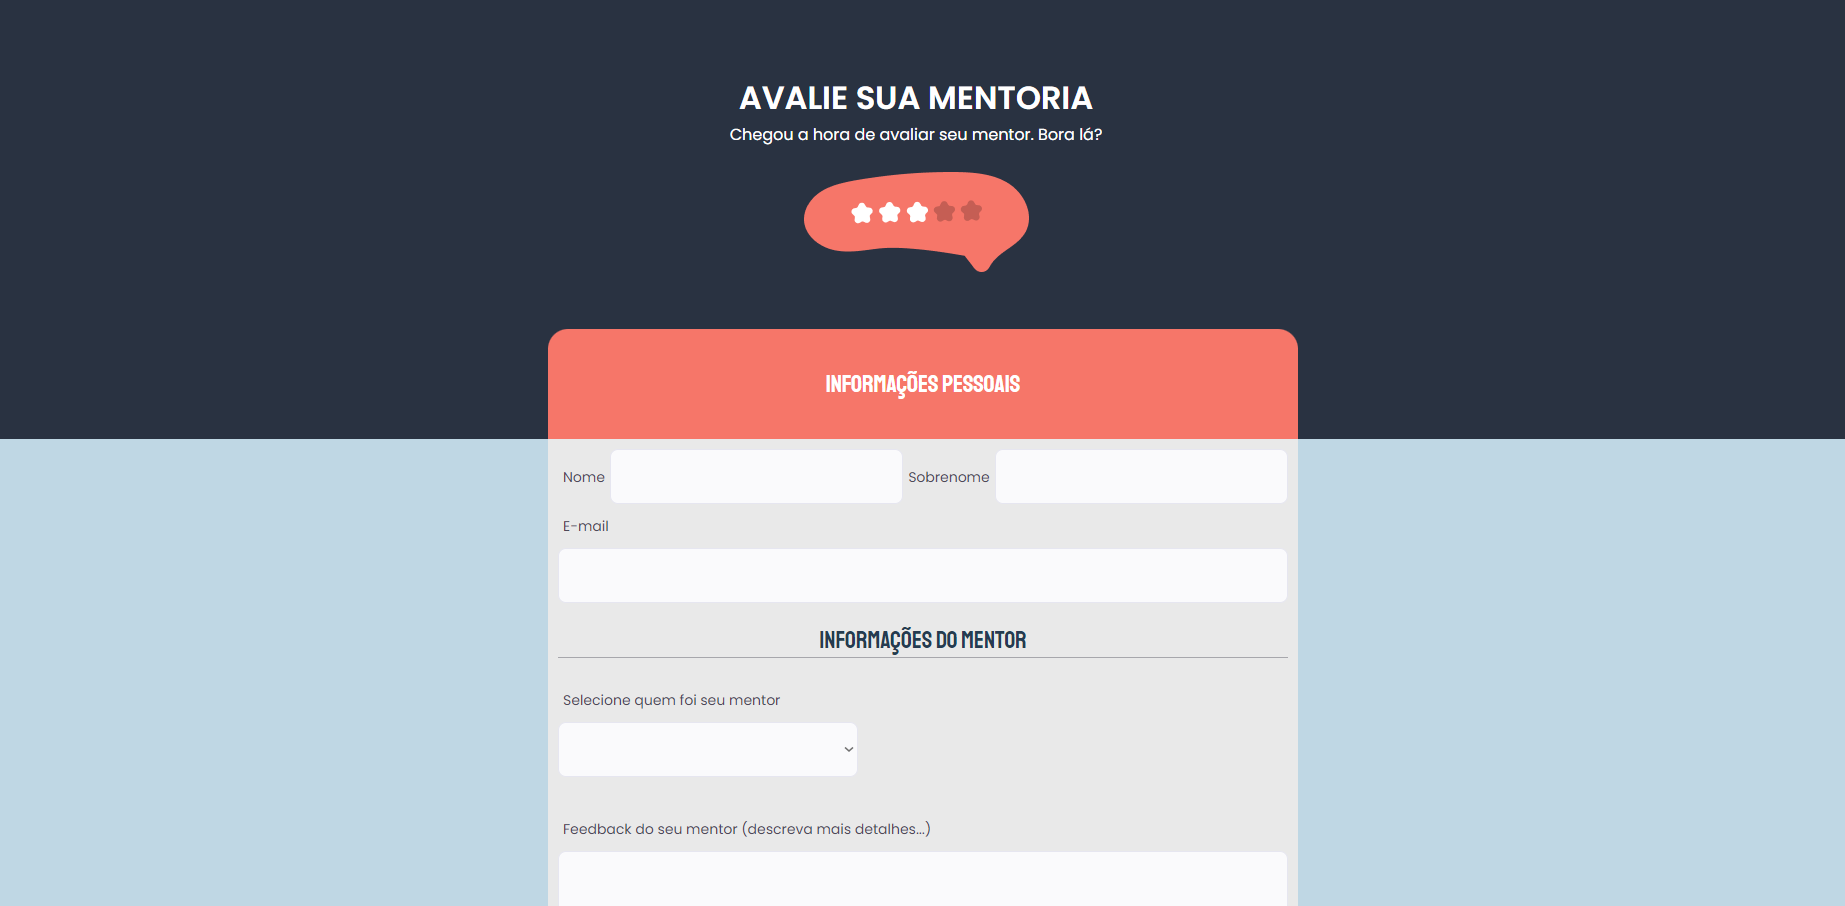 AVALIE SUA MENTORIA
Chegou a hora de avaliar seu mentor. Bora lá?
INFORMAÇÕES PESSOAIS
Nome
Sobrenome
E-mail
INFORMAÇÕES DO MENTOR
Selecione quem foi seu mentor
Feedback do seu mentor (descreva mais detalhes...)